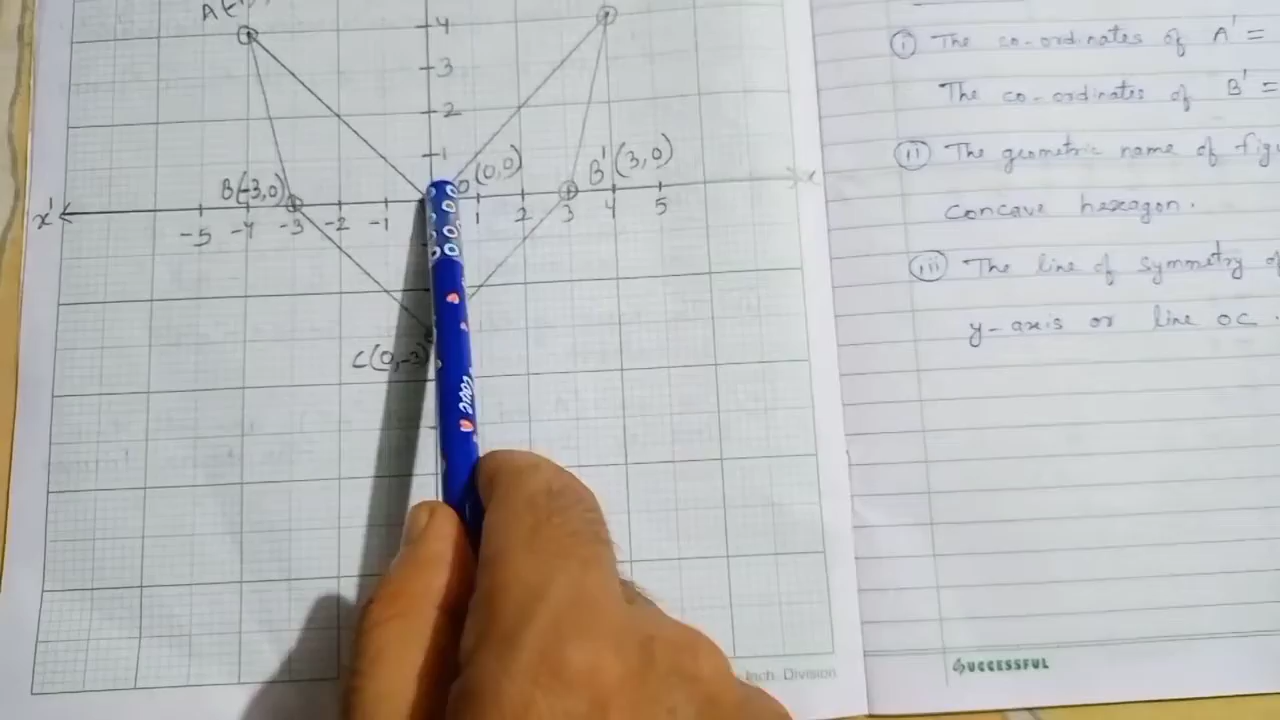 4
3
2
1
O(0,0)
B'(3,0)
B(-3,0)
x'
x
-5 -4 -3 -2 -1 1 2 3 4 5
C(0,-3)
Love
Inch. Division
(i) The co-ordinates of A' =
The co-ordinates of B' =
(ii) The geometric name of
concave hexagon.
(iii) The line of symmetry
y-axis or line OC.
SUCCESSFUL